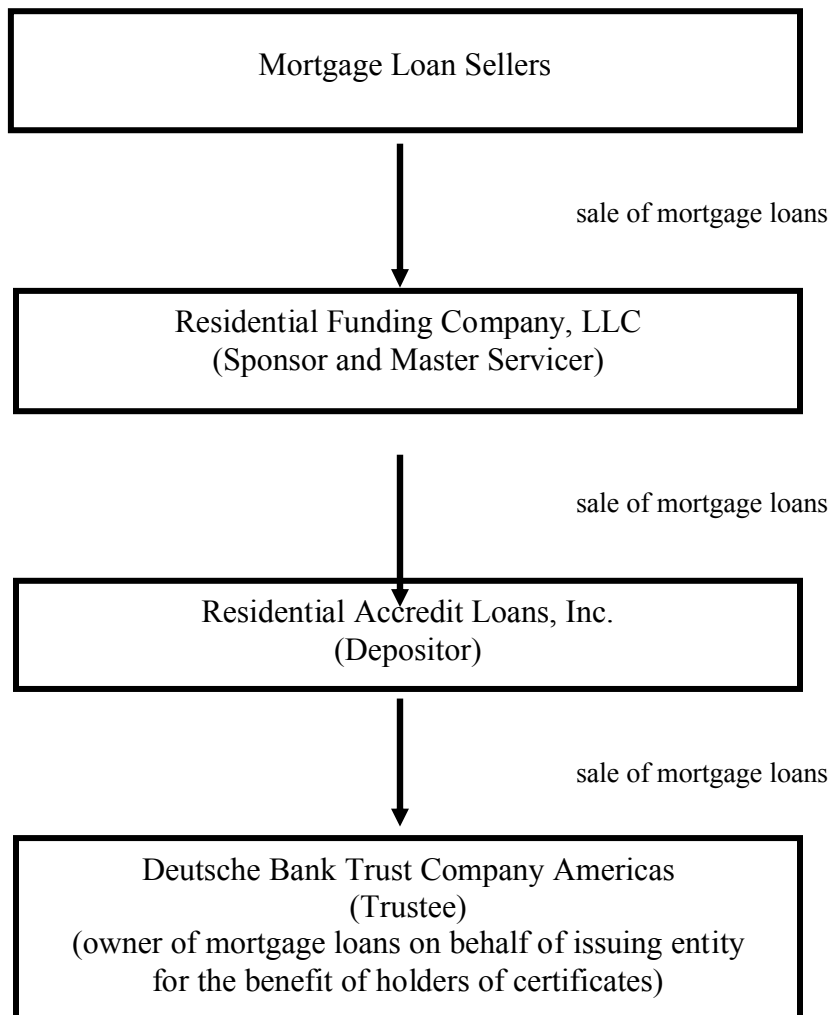 Mortgage Loan Sellers
sale of mortgage loans
Residential Funding Company, LLC
(Sponsor and Master Servicer)
sale of mortgage loans
Residential Accredit Loans, Inc.
(Depositor)
sale of mortgage loans
Deutsche Bank Trust Company Americas
(Trustee)
(owner of mortgage loans on behalf of issuing entity
for the benefit of holders of certificates)